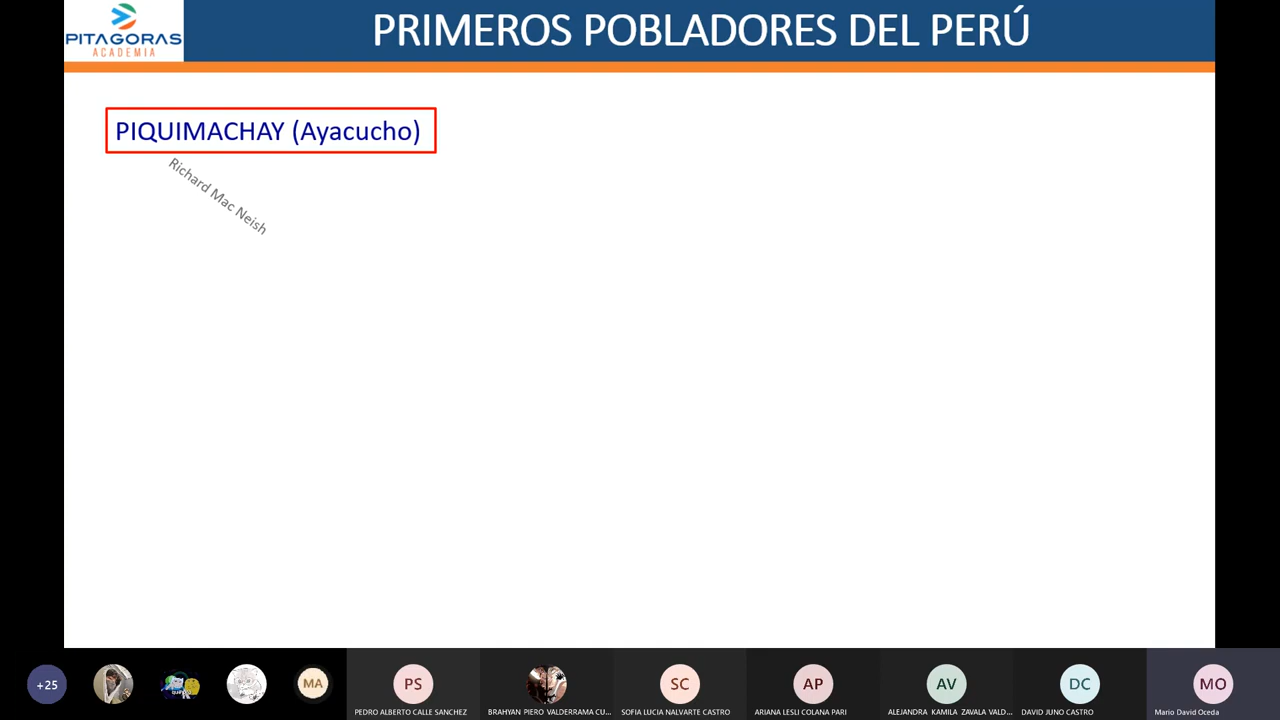 PITAGORAS
ACADEMIA
PRIMEROS POBLADORES DEL PERÚ
PIQUIMACHAY (Ayacucho)
Richard Mac Neish
+25
MA
PS
SC
AP
AV
DC
MO
PEDRO ALBERTO CALLE SANCHEZ
BRAHYAN PIERO VALDERRAMA CU...
SOFIA LUCIA NALVARTE CASTRO
ARIANA LESLI COLANA PARI
ALEJANDRA KAMILA ZAVALA VALD...
DAVID JUNO CASTRO
Mario David Oceda